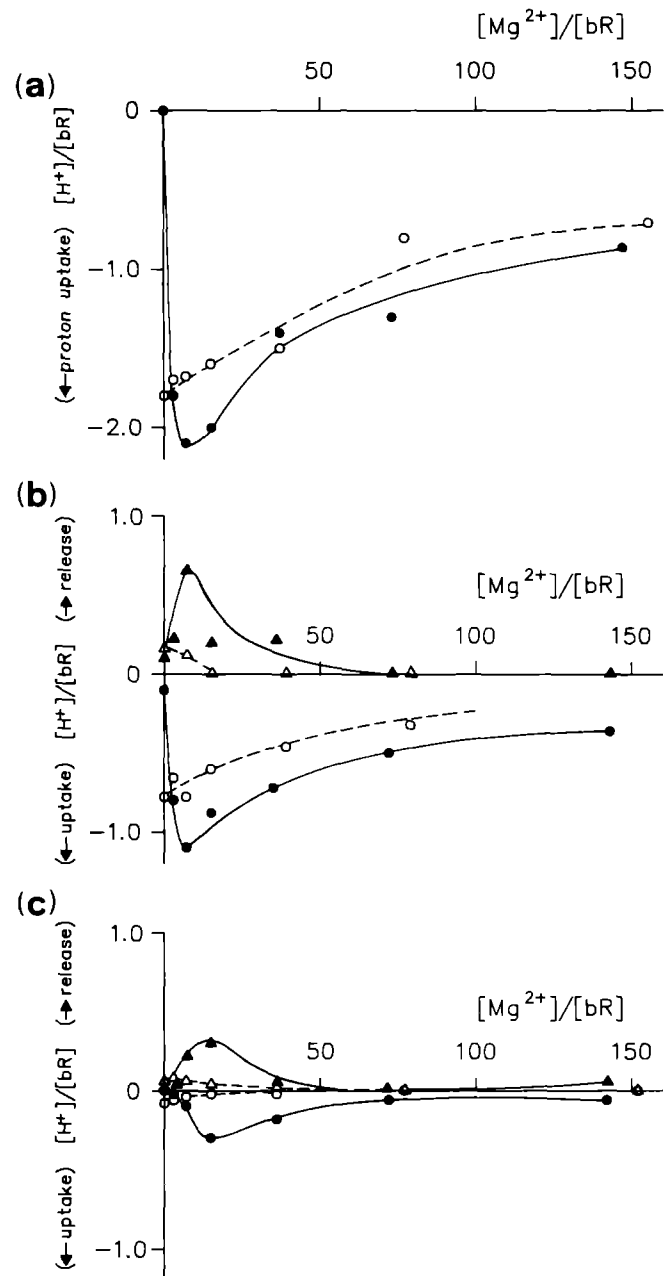 [Mg²⁺]/[bR]
(a)
50 100 150
0
-1.0
-2.0
(←proton uptake) [H⁺]/[bR]
(b)
1.0
[Mg²⁺]/[bR]
50 100 150
0
-1.0
(←uptake) [H⁺]/[bR] (→release)
(c)
1.0
[Mg²⁺]/[bR]
50 100 150
0
-1.0
(←uptake) [H⁺]/[bR] (→release)